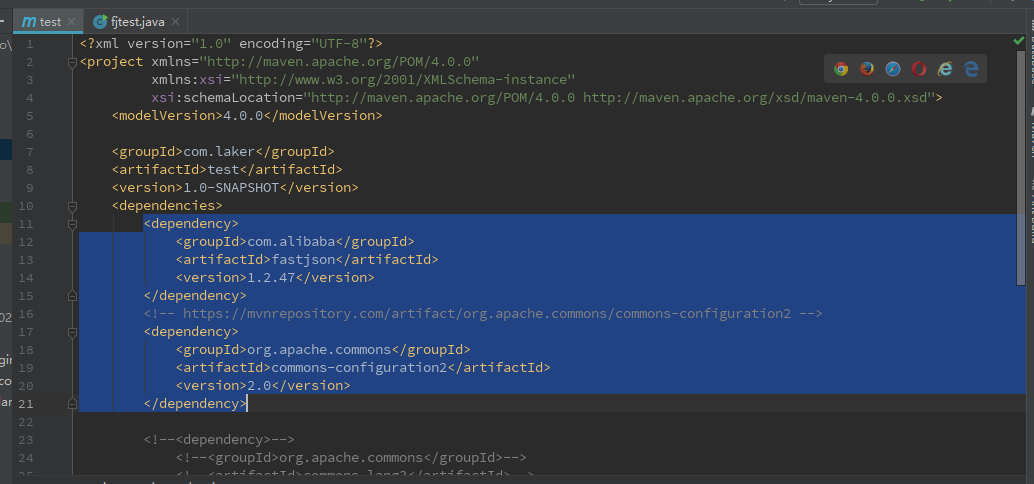 test fjtest.java
1 <?xml version="1.0" encoding="UTF-8"?>
2 <project xmlns="http://maven.apache.org/POM/4.0.0"
3 xmlns:xsi="http://www.w3.org/2001/XMLSchema-instance"
4 xsi:schemaLocation="http://maven.apache.org/POM/4.0.0 http://maven.apache.org/xsd/maven-4.0.0.xsd">
5 <modelVersion>4.0.0</modelVersion>
6
7 <groupId>com.laker</groupId>
8 <artifactId>test</artifactId>
9 <version>1.0-SNAPSHOT</version>
10 <dependencies>
11 <dependency>
12 <groupId>com.alibaba</groupId>
13 <artifactId>fastjson</artifactId>
14 <version>1.2.47</version>
15 </dependency>
16 <!-- https://mvnrepository.com/artifact/org.apache.commons/commons-configuration2 -->
17 <dependency>
18 <groupId>org.apache.commons</groupId>
19 <artifactId>commons-configuration2</artifactId>
20 <version>2.0</version>
21 </dependency>
22
23 <!--<dependency>-->
24 <!--<groupId>org.apache.commons</groupId>-->